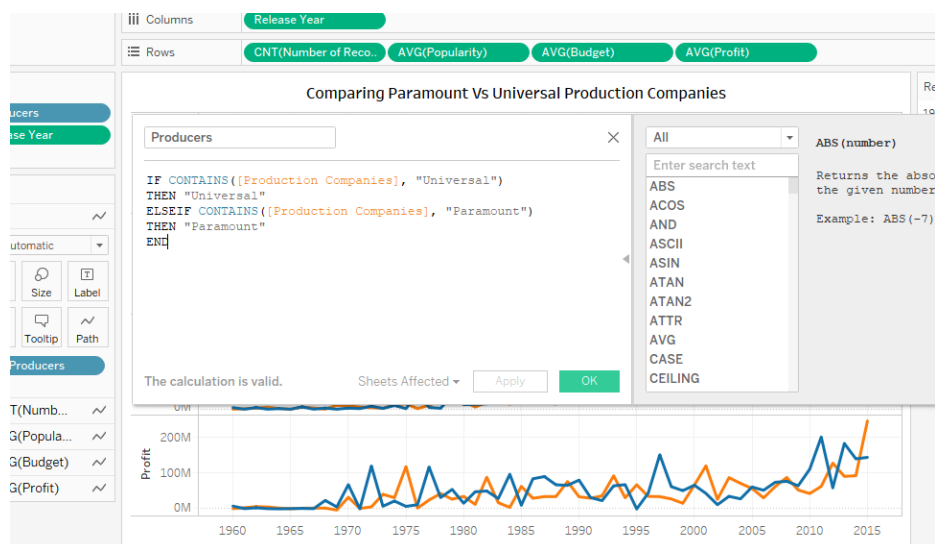 Columns
Release Year
Rows
CNT(Number of Reco..
AVG(Popularity)
AVG(Budget)
AVG(Profit)
Comparing Paramount Vs Universal Production Companies
Re
19
ucers
ase Year
Producers
IF CONTAINS([Production Companies], "Universal")
THEN "Universal"
ELSEIF CONTAINS([Production Companies], "Paramount")
THEN "Paramount"
END
All
Enter search text
ABS
ACOS
AND
ASCII
ASIN
ATAN
ATAN2
ATTR
AVG
CASE
CEILING
ABS(number)
Returns the abso
the given number
Example: ABS(-7)
utomatic
Size
Label
Tooltip
Path
Producers
The calculation is valid.
Sheets Affected
Apply
OK
T(Numb...
G(Popula...
G(Budget)
G(Profit)
0M
Profit
200M
100M
0M
1960
1965
1970
1975
1980
1985
1990
1995
2000
2005
2010
2015